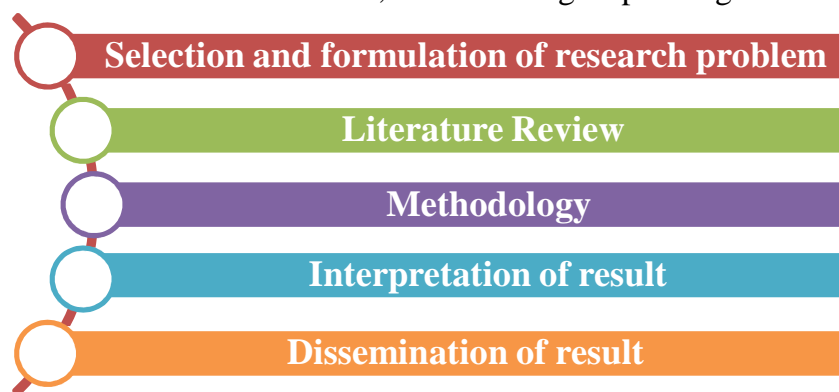 Selection and formulation of research problem
Literature Review
Methodology
Interpretation of result
Dissemination of result